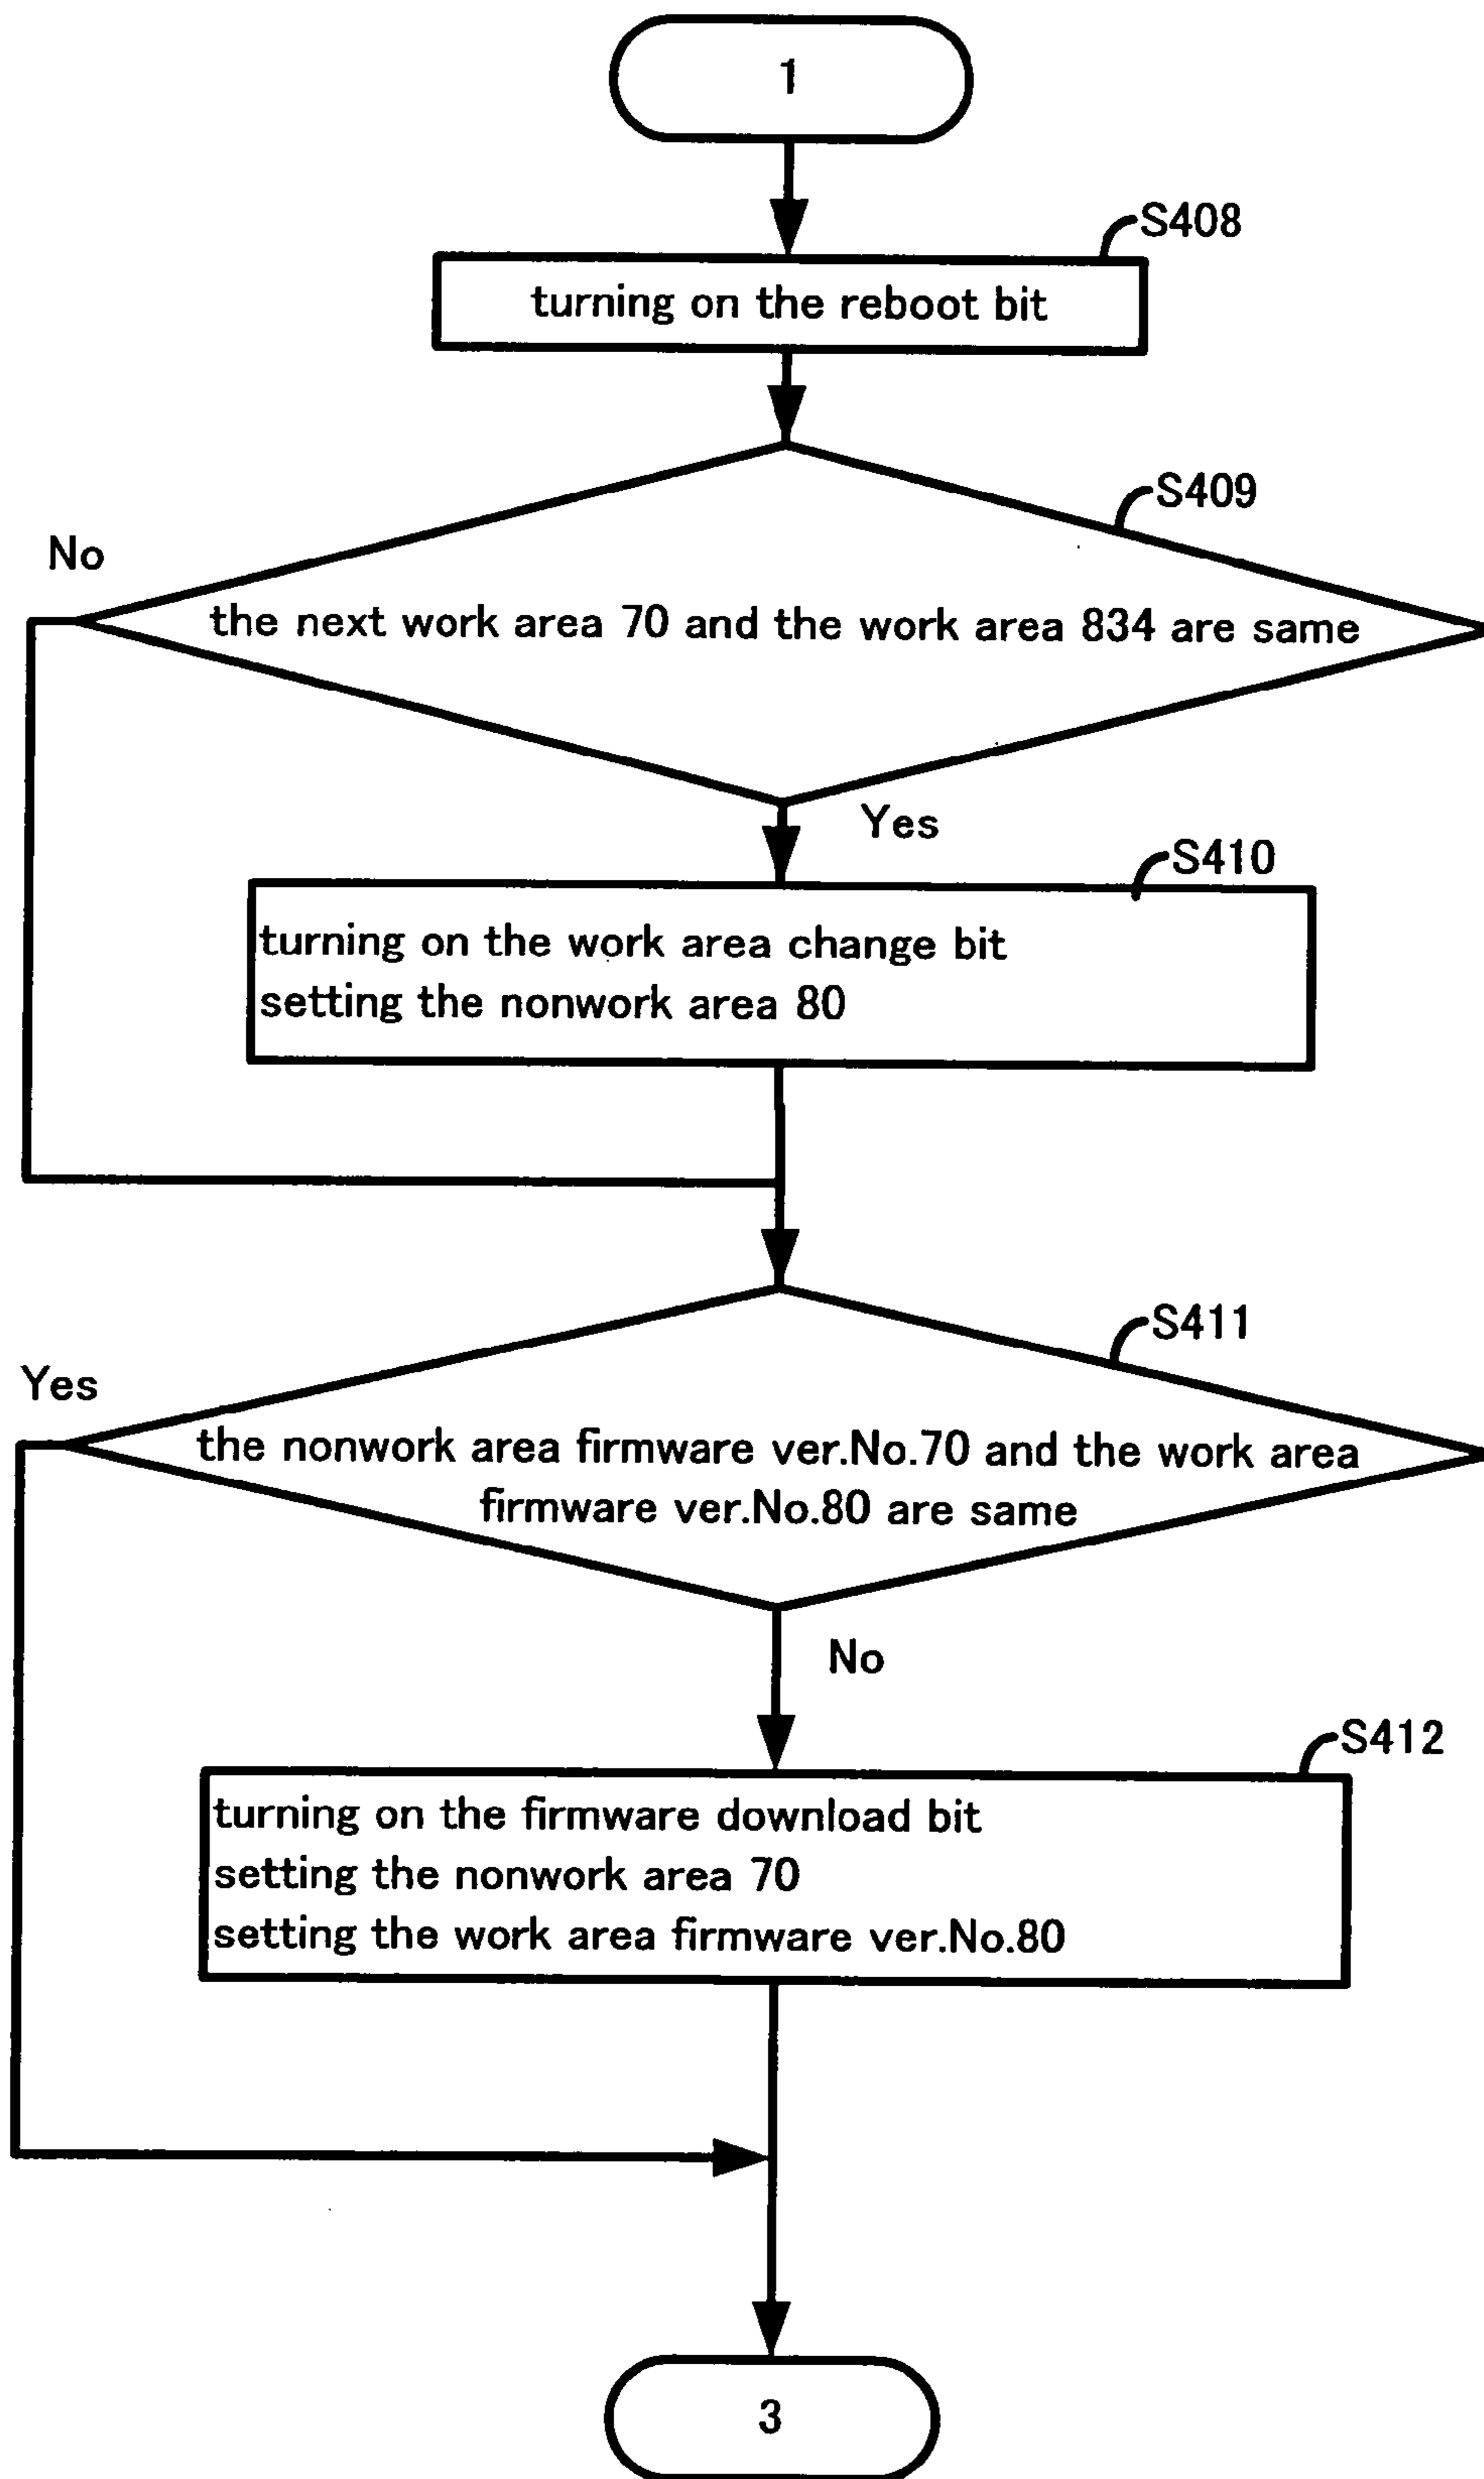 1
S408
turning on the reboot bit
S409
No
the next work area 70 and the work area 834 are same
Yes
S410
turning on the work area change bit
setting the nonwork area 80
S411
Yes
the nonwork area firmware ver.No.70 and the work area
firmware ver.No.80 are same
No
S412
turning on the firmware download bit
setting the nonwork area 70
setting the work area firmware ver.No.80
3